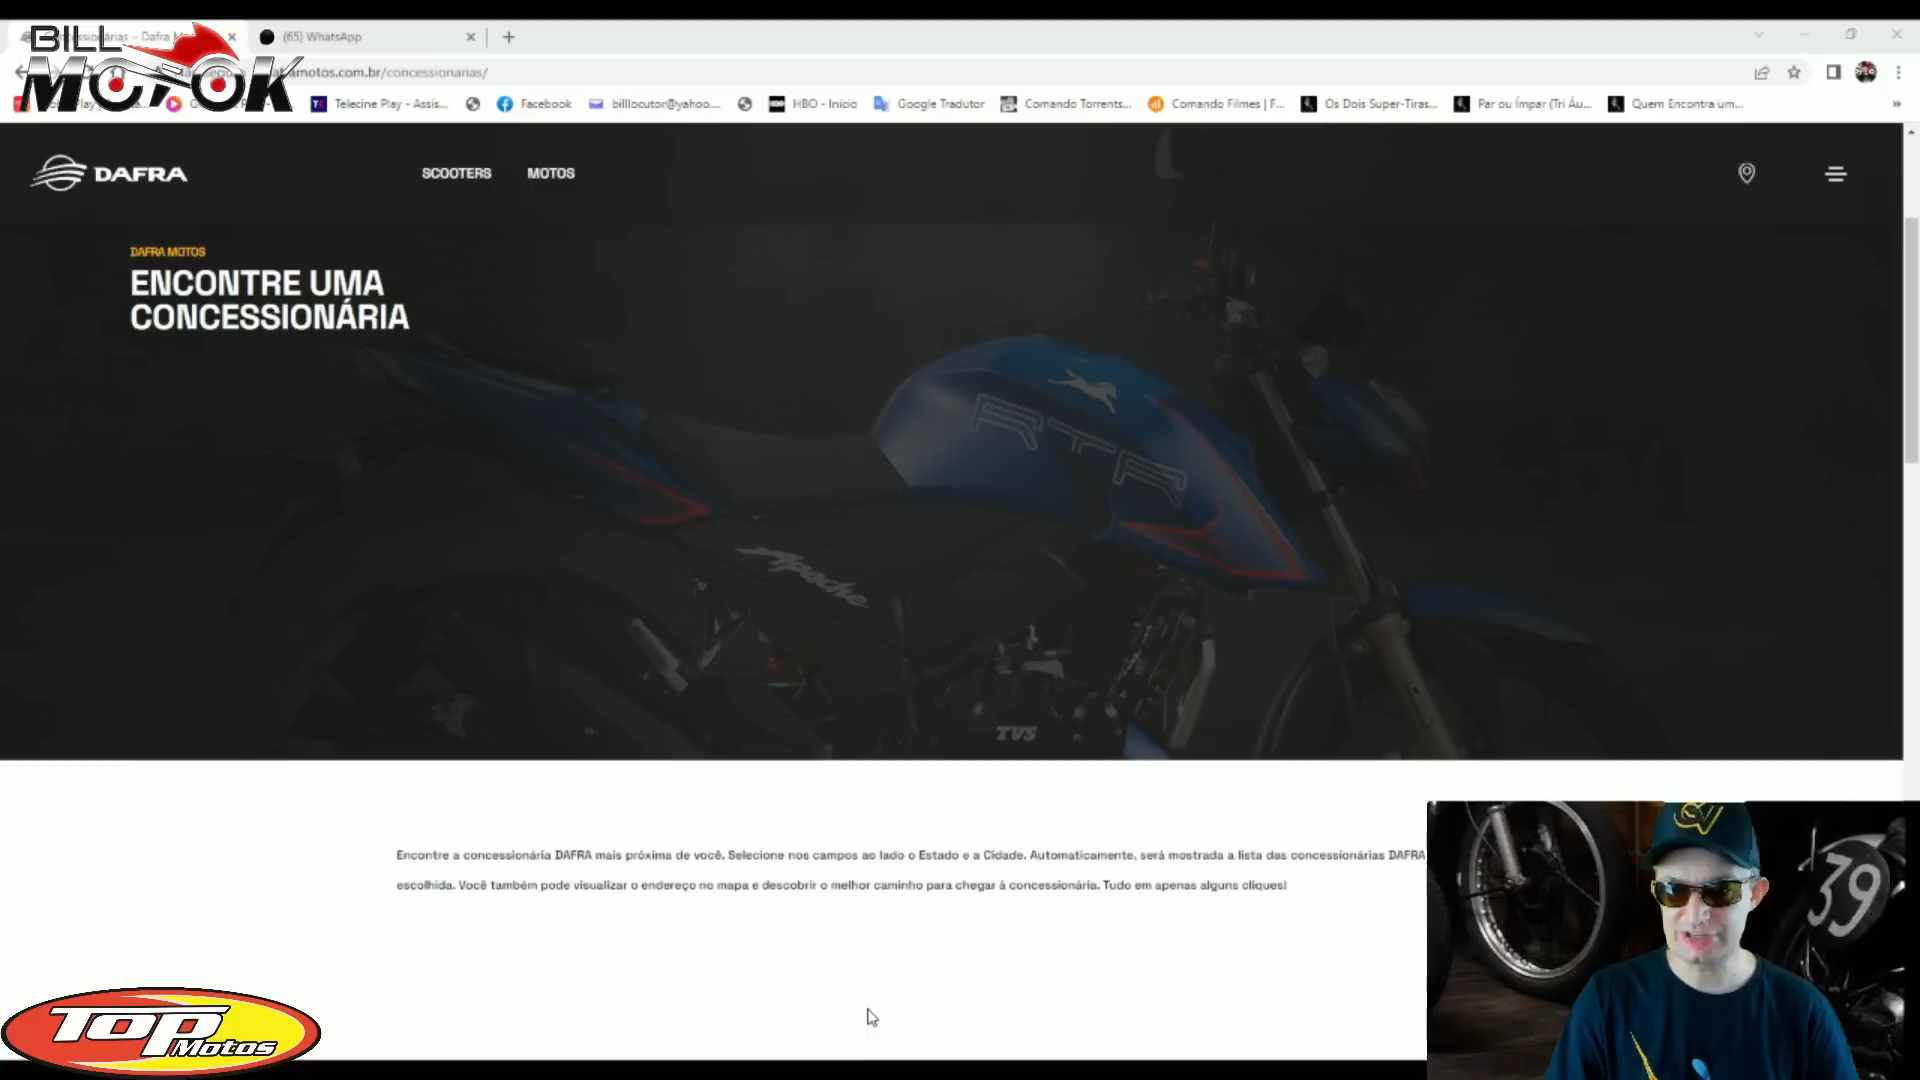 BILL
MOTOK
(65) WhatsApp
amotos.com.br/concessionarias/
Telecine Play - Assis...
Facebook
billlocutor@yahoo....
HBO - Início
Google Tradutor
Comando Torrents...
Comando Filmes | F...
Os Dois Super-Tiras...
Par ou Ímpar (Tri Áu...
Quem Encontra um...
DAFRA
SCOOTERS
MOTOS
DAFRA MOTOS
ENCONTRE UMA
CONCESSIONÁRIA
RTR
Apache
TVS
Encontre a concessionária DAFRA mais próxima de você. Selecione nos campos ao lado o Estado e a Cidade. Automaticamente, será mostrada a lista das concessionárias DAFRA
escolhida. Você também pode visualizar o endereço no mapa e descobrir o melhor caminho para chegar à concessionária. Tudo em apenas alguns cliques!
39
TOP
Motos